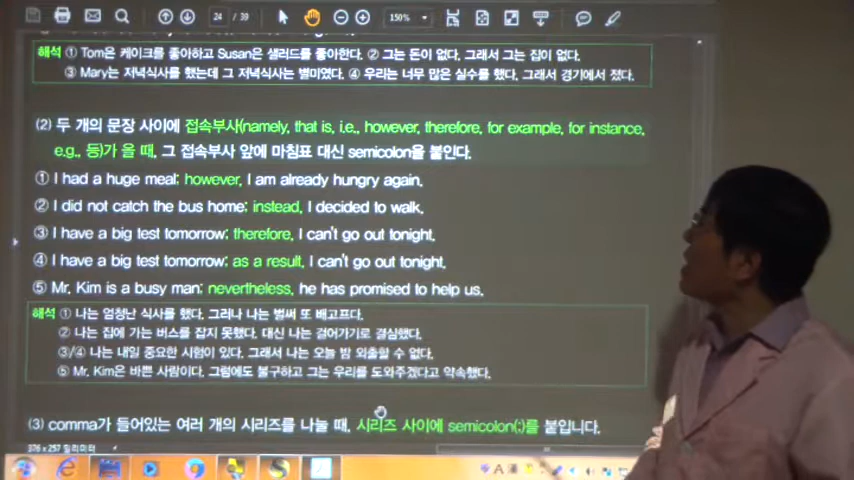 24 / 39
150%
해석 ① Tom은 케이크를 좋아하고 Susan은 샐러드를 좋아한다. ② 그는 돈이 없다. 그래서 그는 집이 없다.
③ Mary는 저녁식사를 했는데 그 저녁식사는 별미였다. ④ 우리는 너무 많은 실수를 했다. 그래서 경기에서 졌다.
(2) 두 개의 문장 사이에 접속부사(namely, that is, i.e., however, therefore, for example, for instance,
e.g., 등)가 올 때, 그 접속부사 앞에 마침표 대신 semicolon을 붙인다.
① I had a huge meal; however, I am already hungry again.
② I did not catch the bus home; instead, I decided to walk.
③ I have a big test tomorrow; therefore, I can't go out tonight.
④ I have a big test tomorrow; as a result, I can't go out tonight.
⑤ Mr. Kim is a busy man; nevertheless, he has promised to help us.
해석 ① 나는 엄청난 식사를 했다. 그러나 나는 벌써 또 배고프다.
② 나는 집에 가는 버스를 잡지 못했다. 대신 나는 걸어가기로 결심했다.
③/④ 나는 내일 중요한 시험이 있다. 그래서 나는 오늘 밤 외출할 수 없다.
⑤ Mr. Kim은 바쁜 사람이다. 그럼에도 불구하고 그는 우리를 도와주겠다고 약속했다.
(3) comma가 들어있는 여러 개의 시리즈를 나눌 때, 시리즈 사이에 semicolon(;)를 붙입니다.
376 x 257 밀리미터